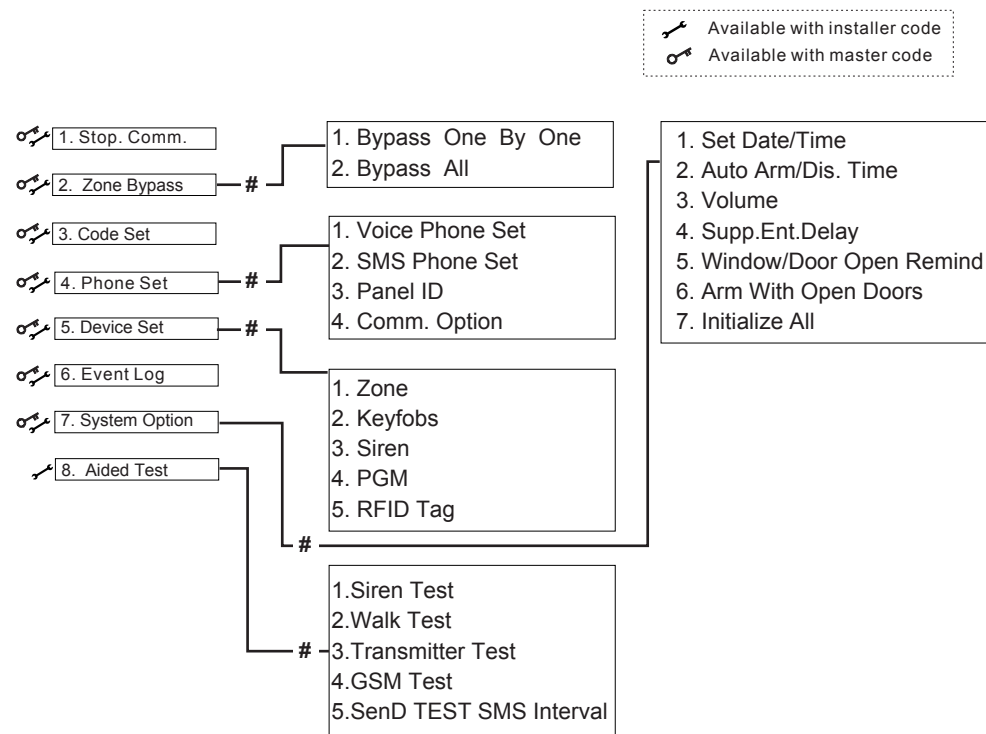 Available with installer code
Available with master code
1. Stop. Comm.
2. Zone Bypass
#
1. Bypass One By One
2. Bypass All
3. Code Set
4. Phone Set
#
1. Voice Phone Set
2. SMS Phone Set
3. Panel ID
4. Comm. Option
5. Device Set
#
1. Zone
2. Keyfobs
3. Siren
4. PGM
5. RFID Tag
6. Event Log
7. System Option
#
1. Set Date/Time
2. Auto Arm/Dis. Time
3. Volume
4. Supp.Ent.Delay
5. Window/Door Open Remind
6. Arm With Open Doors
7. Initialize All
8. Aided Test
#
1.Siren Test
2.Walk Test
3.Transmitter Test
4.GSM Test
5.SenD TEST SMS Interval